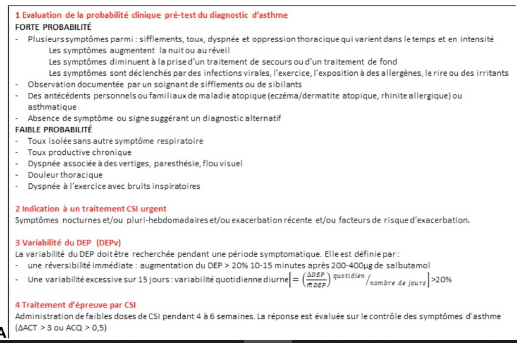 1 Evaluation de la probabilité clinique pré-test du diagnostic d'asthme
FORTE PROBABILITÉ
- Plusieurs symptômes parmi : sifflements, toux, dyspnée et oppression thoracique qui varient dans le temps et en intensité
Les symptômes augmentent la nuit ou au réveil
Les symptômes diminuent à la prise d'un traitement de secours ou d'un traitement de fond
Les symptômes sont déclenchés par des infections virales, l'exercice, l'exposition à des allergènes, le rire ou des irritants
- Observation documentée par un soignant de sifflements ou de sibilants
- Des antécédents personnels ou familiaux de maladie atopique (eczéma/dermatite atopique, rhinite allergique) ou
asthmatique
- Absence de symptôme ou signe suggérant un diagnostic alternatif
FAIBLE PROBABILITÉ
- Toux isolée sans autre symptôme respiratoire
- Toux productive chronique
- Dyspnée associée à des vertiges, paresthésie, flou visuel
- Douleur thoracique
- Dyspnée à l'exercice avec bruits inspiratoires
2 Indication à un traitement CSI urgent
Symptômes nocturnes et/ou pluri-hebdomadaires et/ou exacerbation récente et/ou facteurs de risque d'exacerbation.
3 Variabilité du DEP (DEPv)
La variabilité du DEP doit être recherchée pendant une période symptomatique. Elle est définie par :
- une réversibilité immédiate : augmentation du DEP > 20% 10-15 minutes après 200-400µg de salbutamol
- Une variabilité excessive sur 15 jours : variabilité quotidienne diurne[= (ΔDEP/mDEP) quotidien / nombre de jours] >20%
4 Traitement d'épreuve par CSI
Administration de faibles doses de CSI pendant 4 à 6 semaines. La réponse est évaluée sur le contrôle des symptômes d'asthme
(ΔACT > 3 ou ACQ > 0,5)
A